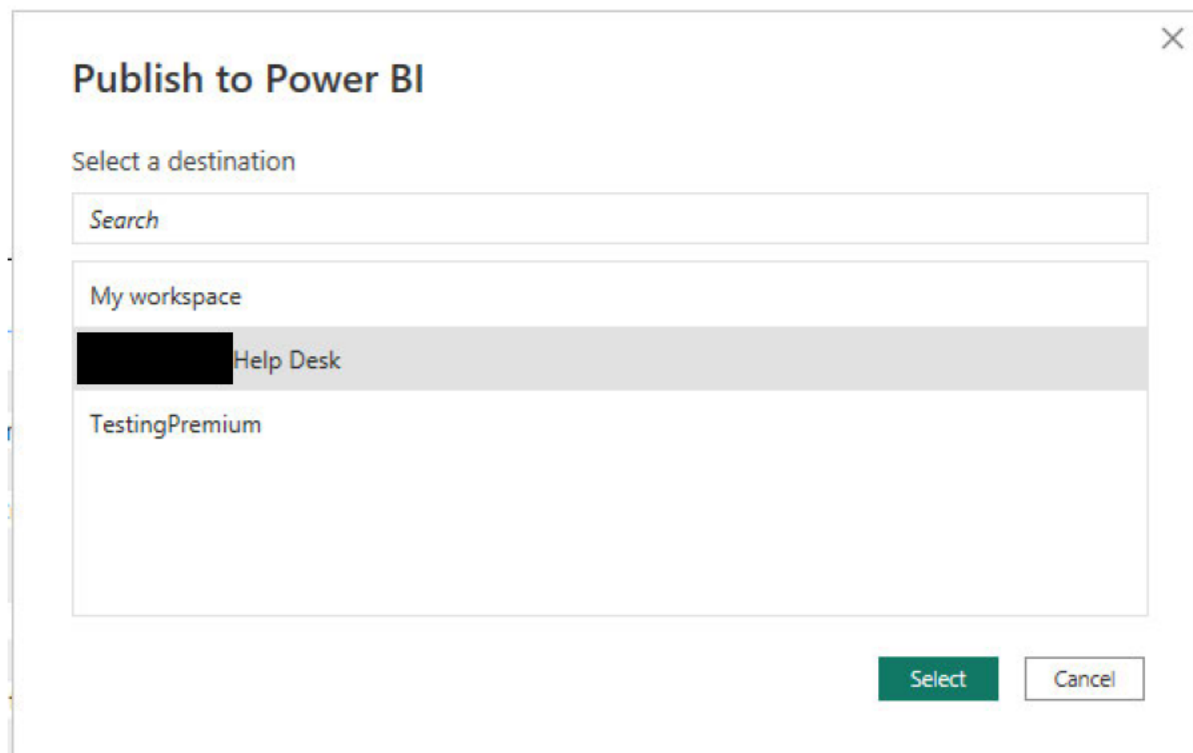 Publish to Power BI
Select a destination
Search
My workspace
Help Desk
TestingPremium
Select
Cancel